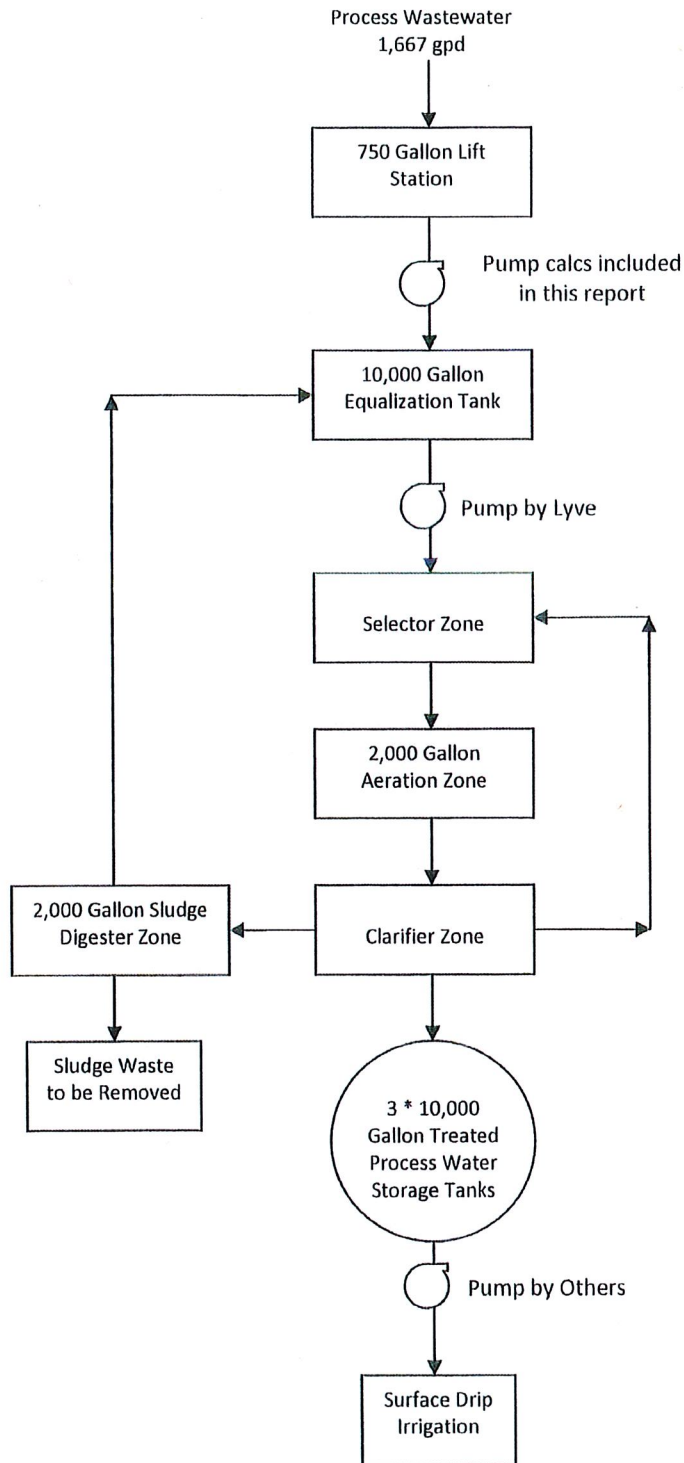 Process Wastewater
1,667 gpd
750 Gallon Lift
Station
Pump calcs included
in this report
10,000 Gallon
Equalization Tank
Pump by Lyve
Selector Zone
2,000 Gallon
Aeration Zone
2,000 Gallon Sludge
Digester Zone
Clarifier Zone
Sludge Waste
to be Removed
3 * 10,000
Gallon Treated
Process Water
Storage Tanks
Pump by Others
Surface Drip
Irrigation